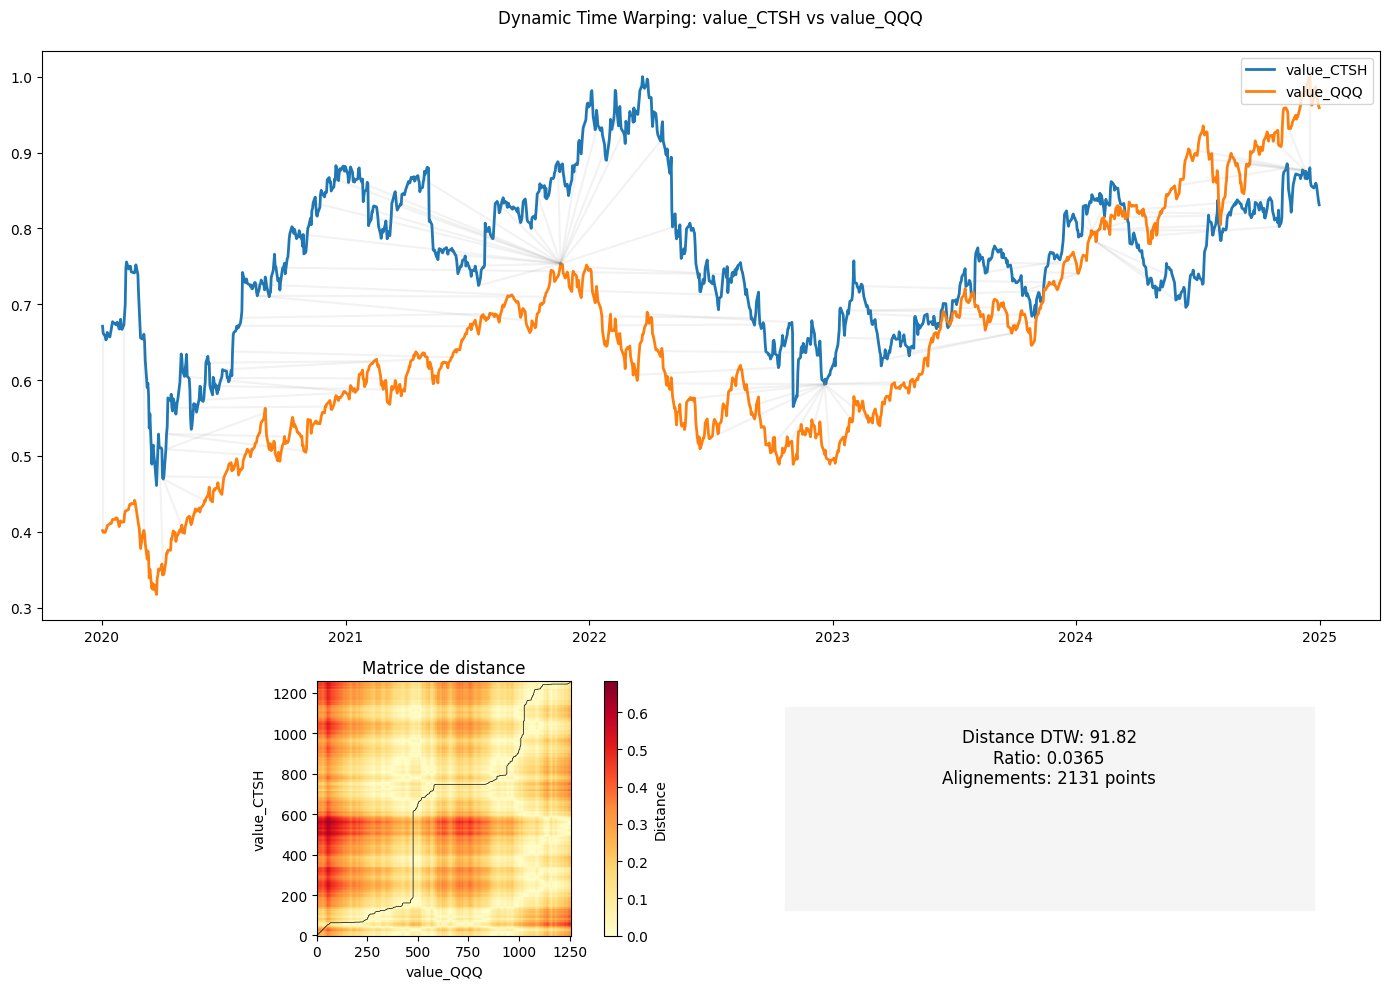 Dynamic Time Warping: value_CTSH vs value_QQQ
1.0
0.9
0.8
0.7
0.6
0.5
0.4
0.3
value_CTSH
value_QQQ
2020 2021 2022 2023 2024 2025
Matrice de distance
value_CTSH
1200
1000
800
600
400
200
0
0 250 500 750 1000 1250
value_QQQ
0.6
0.5
0.4
0.3
0.2
0.1
0.0
Distance
Distance DTW: 91.82
Ratio: 0.0365
Alignements: 2131 points